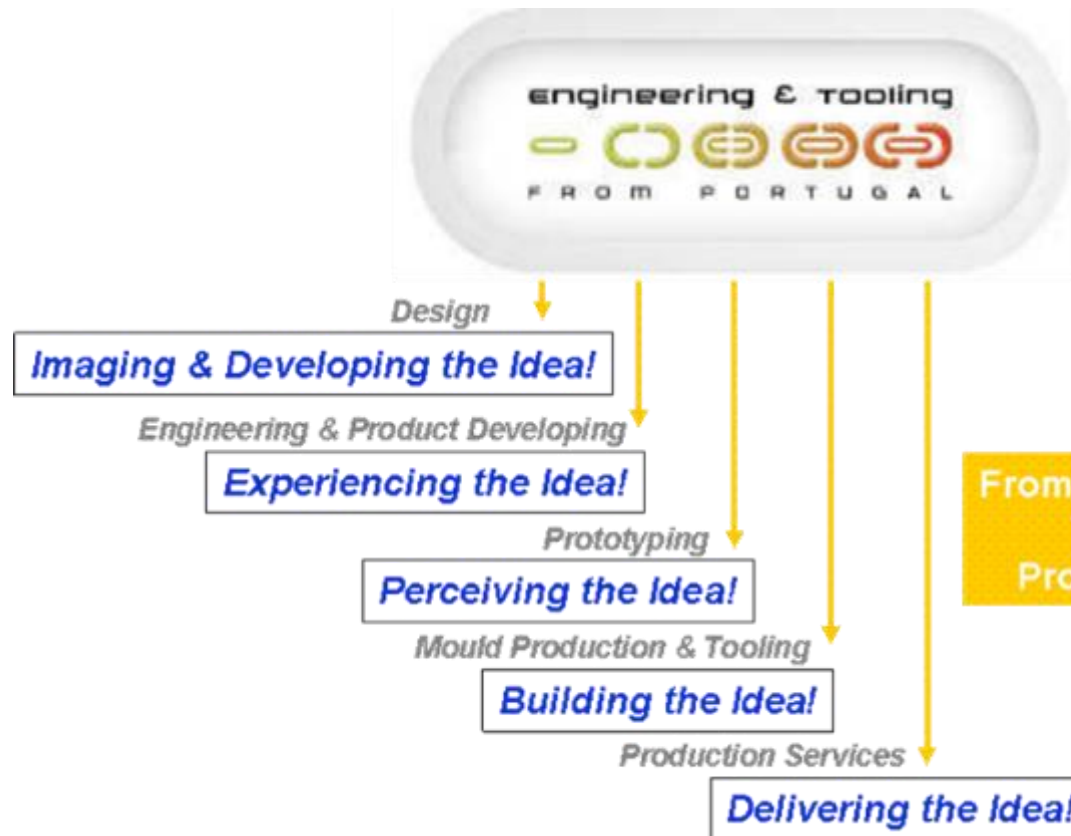 Engineering & Tooling
FROM PORTUGAL
Design
Imaging & Developing the Idea!
Engineering & Product Developing
Experiencing the Idea!
From
Prototyping
Perceiving the Idea!
Mould Production & Tooling
Building the Idea!
Production Services
Delivering the Idea!